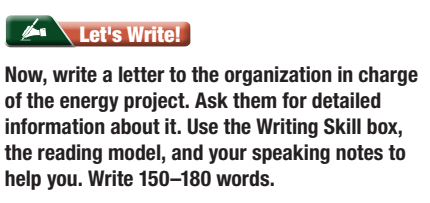 Let's Write!
Now, write a letter to the organization in charge
of the energy project. Ask them for detailed
information about it. Use the Writing Skill box,
the reading model, and your speaking notes to
help you. Write 150–180 words.